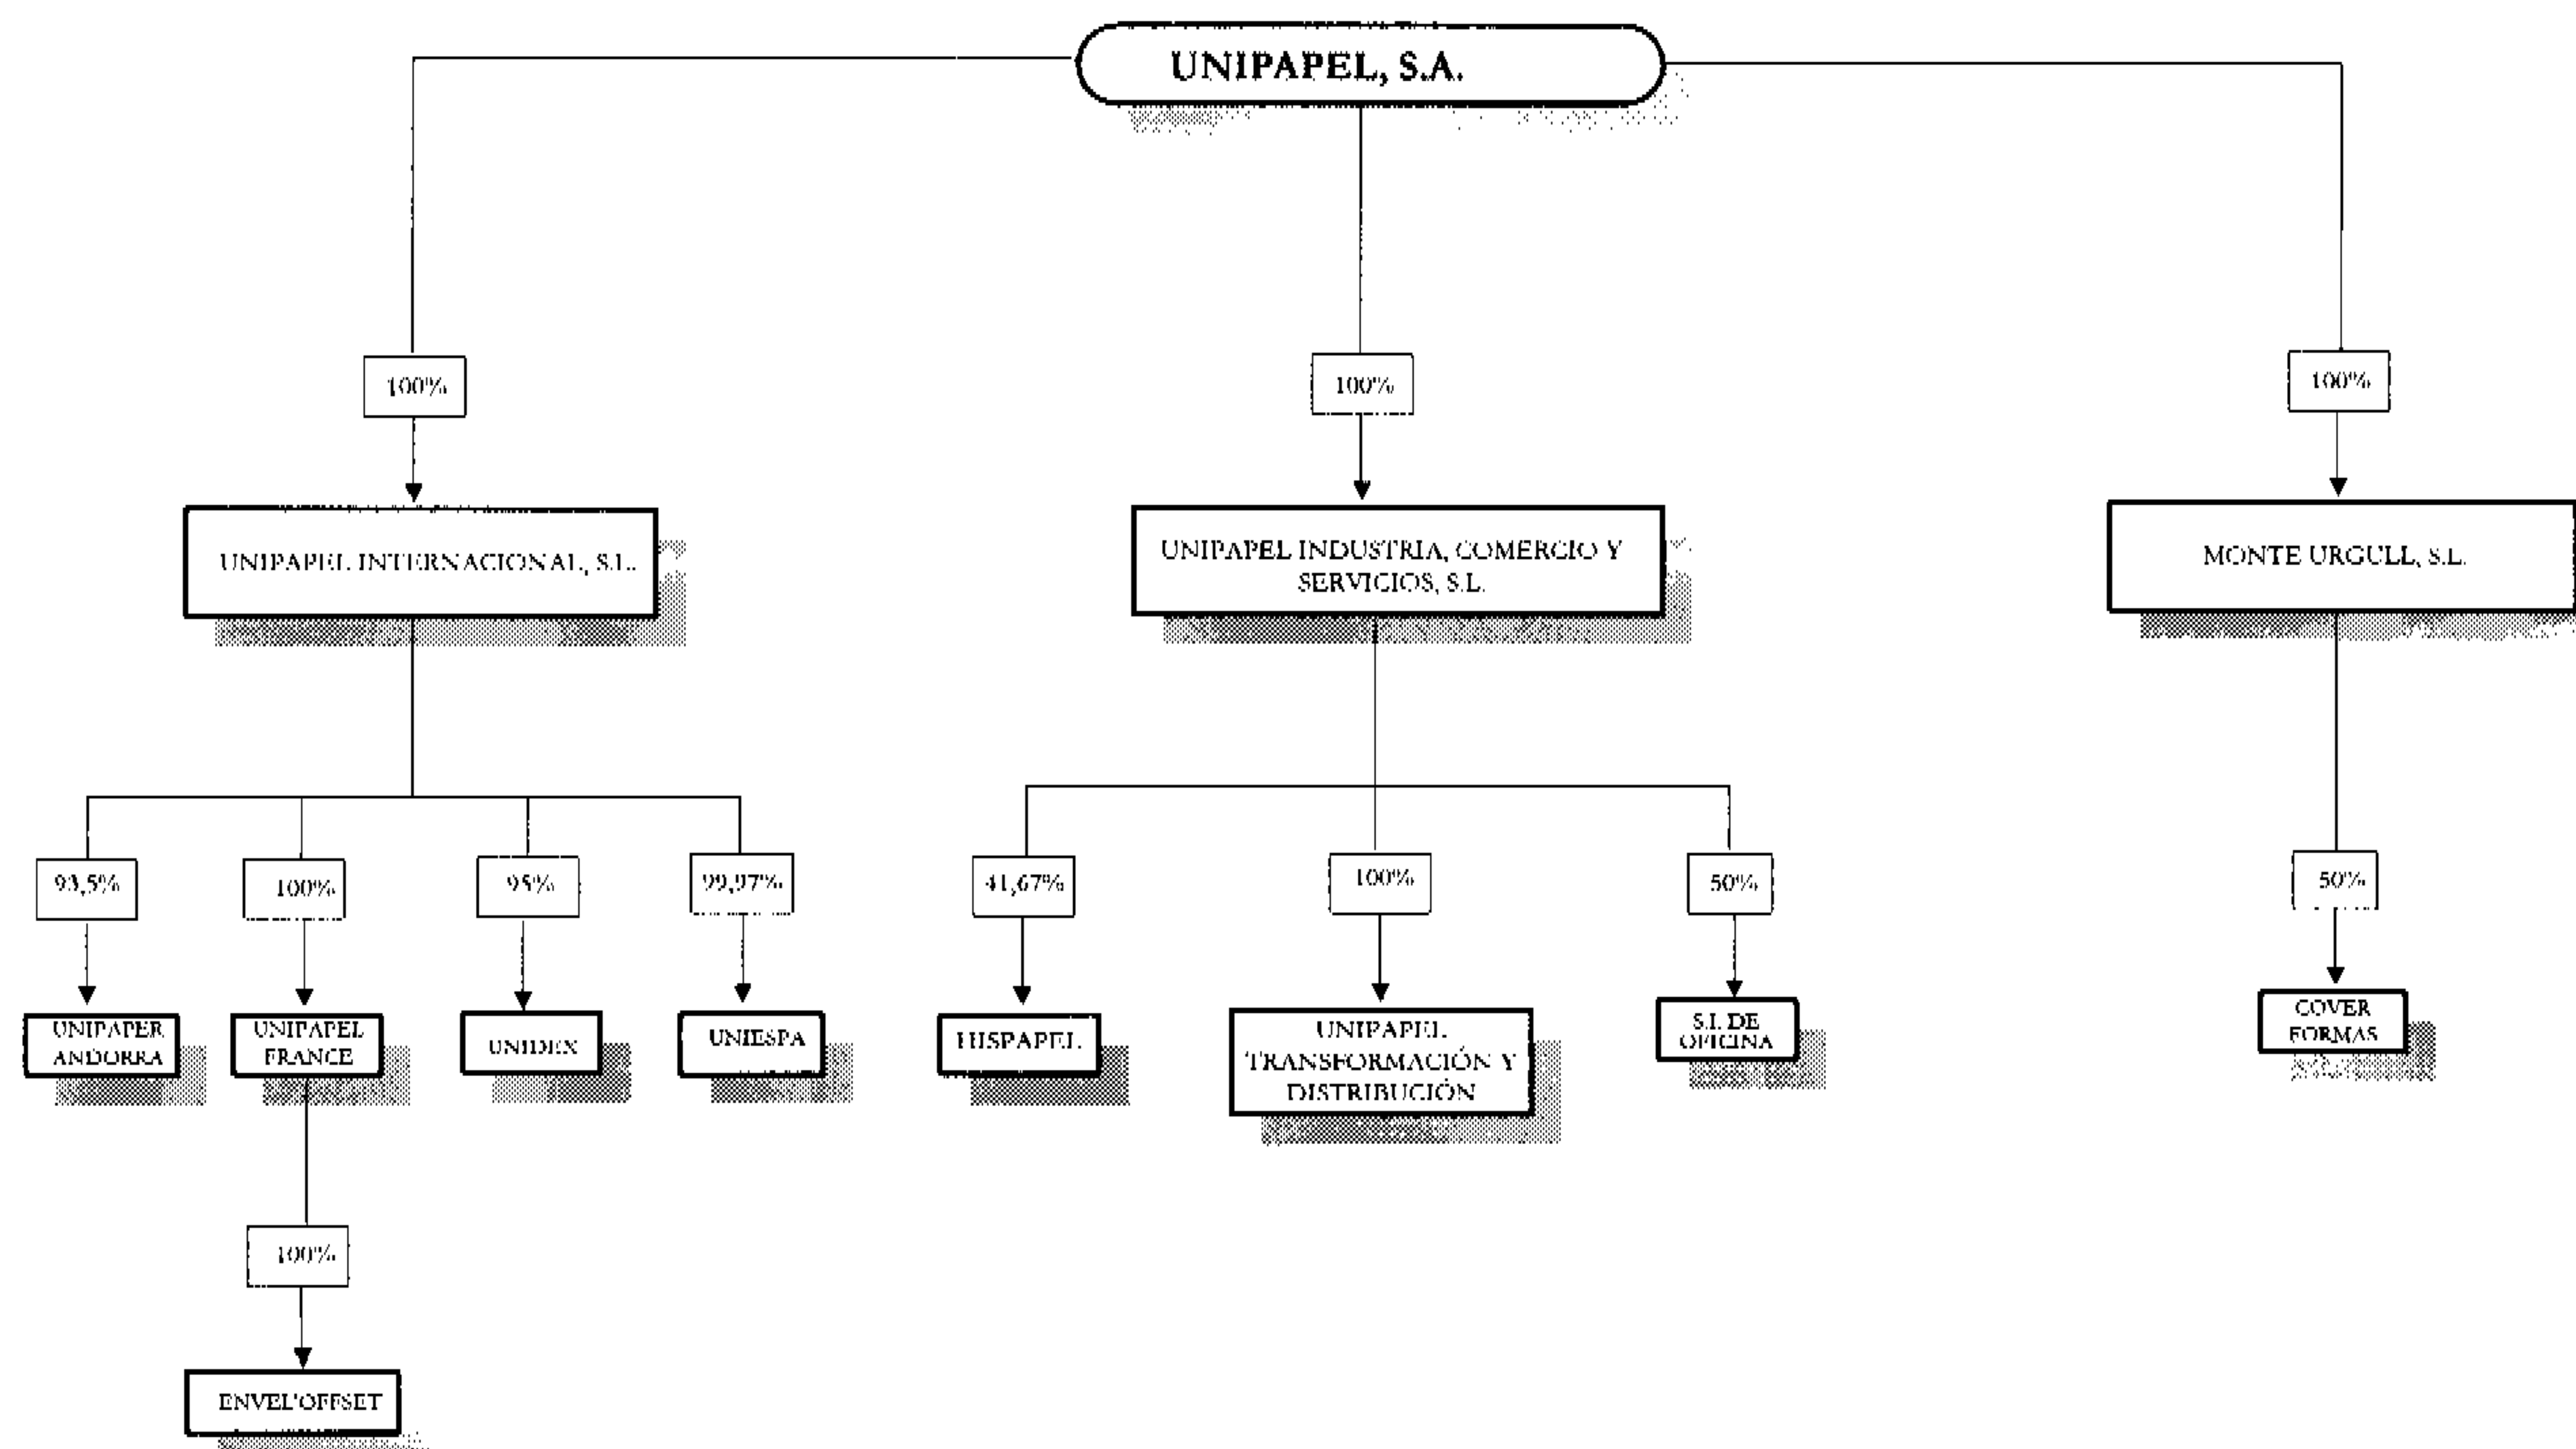 UNIPAPEL, S.A.
100%
100%
100%
UNIPAPEL INTERNACIONAL, S.L.
UNIPAPEL INDUSTRIA, COMERCIO Y
SERVICIOS, S.L.
MONTE URGULL, S.L.
93,5%
100%
95%
99,97%
41,67%
100%
50%
50%
UNIPAPER
ANDORRA
UNIPAPEL
FRANCE
UNIDEX
UNIESPA
HISPAPEL
UNIPAPEL
TRANSFORMACIÓN Y
DISTRIBUCIÓN
S.I. DE
OFICINA
COVER
FORMAS
100%
ENVEL'OFFSET